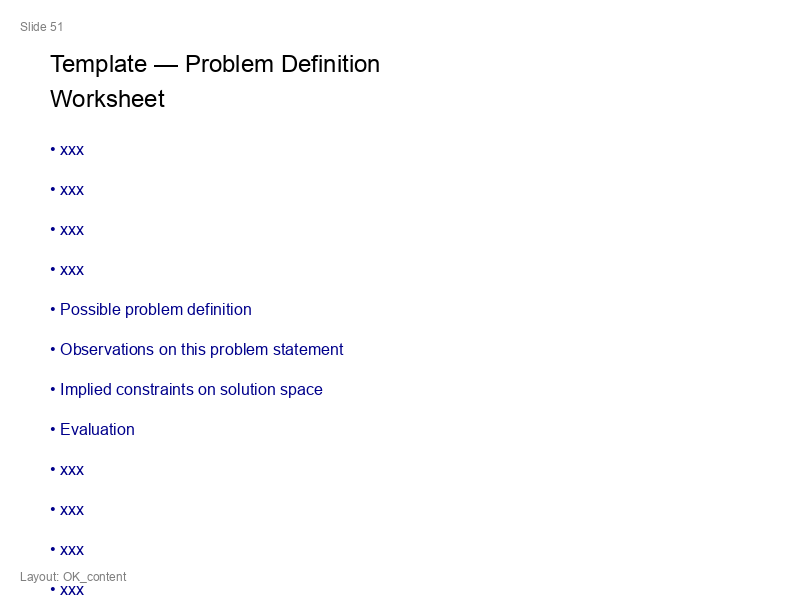 Slide 51
Template — Problem Definition
Worksheet
• xxx
• xxx
• xxx
• xxx
• Possible problem definition
• Observations on this problem statement
• Implied constraints on solution space
• Evaluation
• xxx
• xxx
• xxx
Layout: OK_content
• xxx